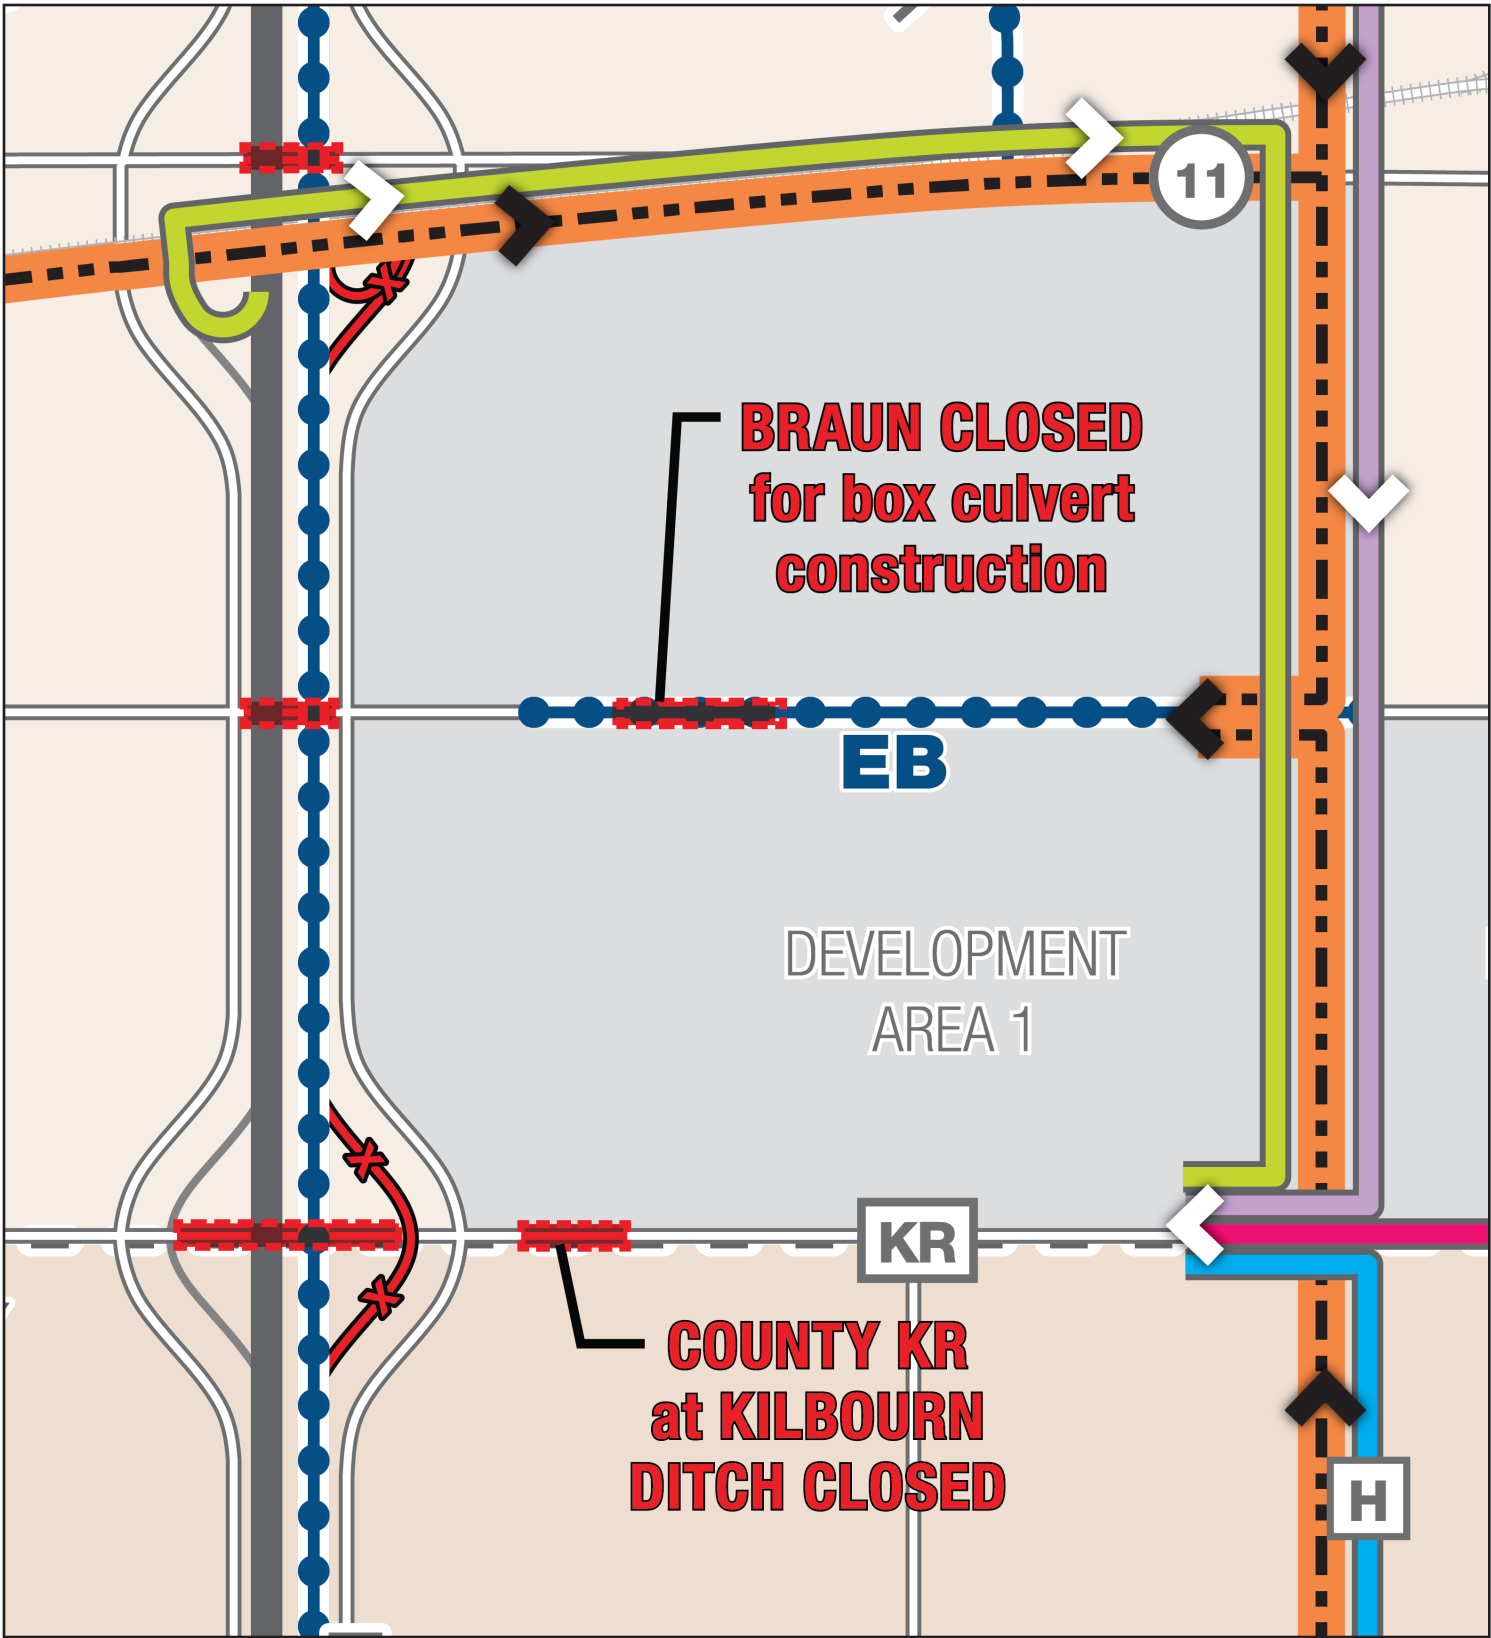 11
BRAUN CLOSED
for box culvert
construction
EB
DEVELOPMENT
AREA 1
KR
COUNTY KR
at KILBOURN
DITCH CLOSED
H